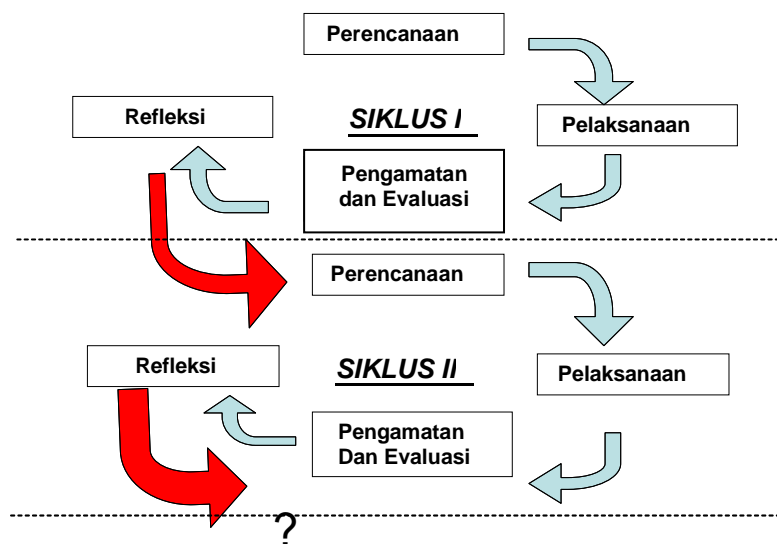 Perencanaan
Refleksi
SIKLUS I
Pelaksanaan
Pengamatan
dan Evaluasi
Perencanaan
Refleksi
SIKLUS II
Pelaksanaan
Pengamatan
Dan Evaluasi
?